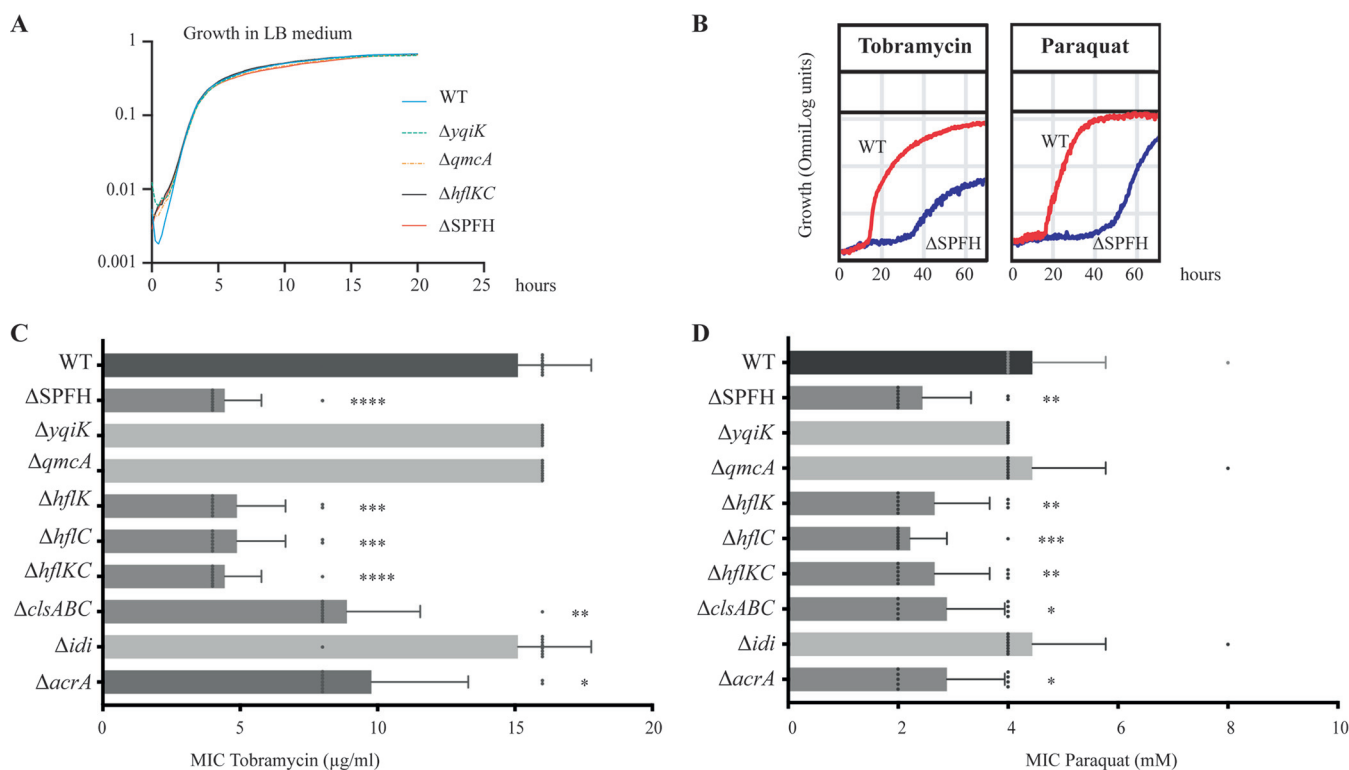 A
Growth in LB medium
1
0.1
0.01
0.001
0 5 10 15 20 25 hours
WT
ΔyqiK
ΔqmcA
ΔhflKC
ΔSPFH
B
Growth (OmniLog units)
Tobramycin
WT
ΔSPFH
0 20 40 60
Paraquat
WT
ΔSPFH
0 20 40 60 hours
C
WT
ΔSPFH ****
ΔyqiK
ΔqmcA
ΔhflK ***
ΔhflC ***
ΔhflKC ****
ΔclsABC **
Δidi
ΔacrA *
0 5 10 15 20
MIC Tobramycin (µg/ml)
D
WT
ΔSPFH **
ΔyqiK
ΔqmcA
ΔhflK **
ΔhflC ***
ΔhflKC **
ΔclsABC *
Δidi
ΔacrA *
0 2 4 6 8 10
MIC Paraquat (mM)